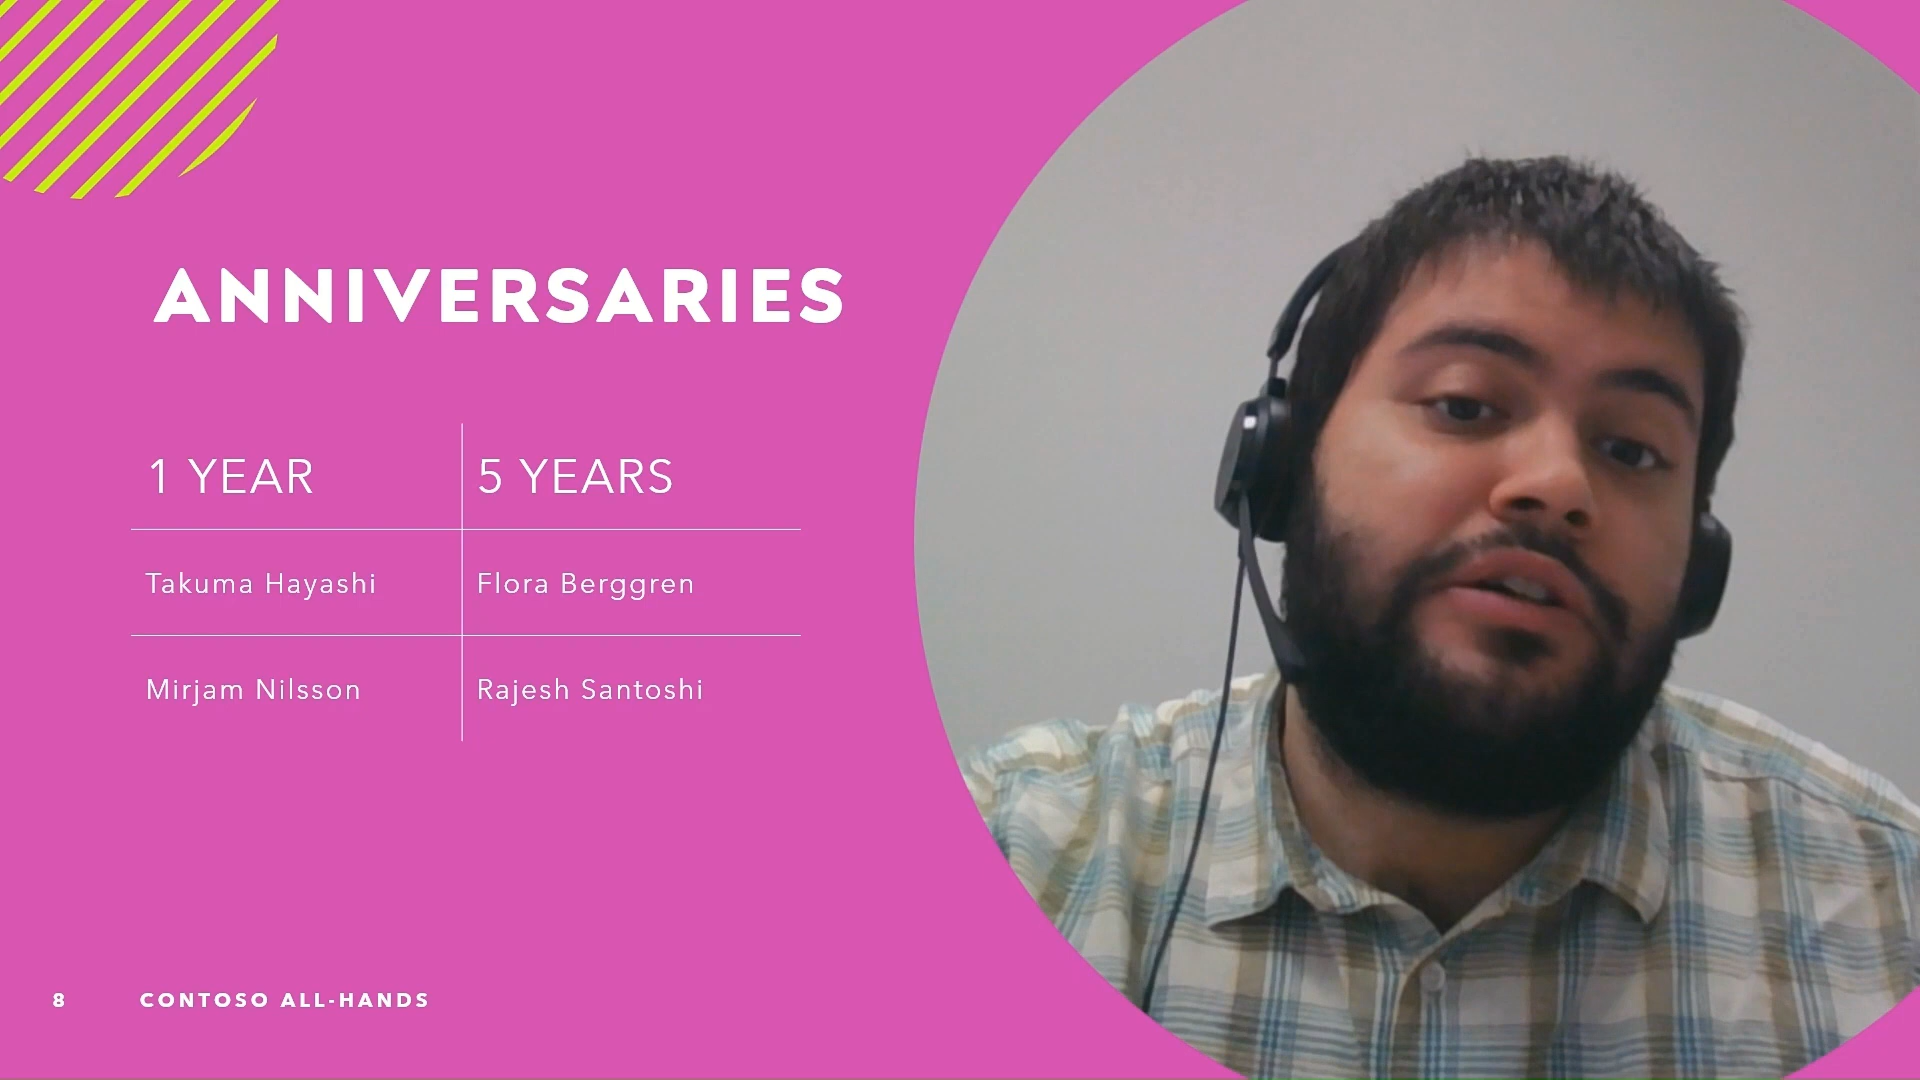 ANNIVERSARIES
1 YEAR 5 YEARS
Takuma Hayashi Flora Berggren
Mirjam Nilsson Rajesh Santoshi
8 CONTOSO ALL-HANDS